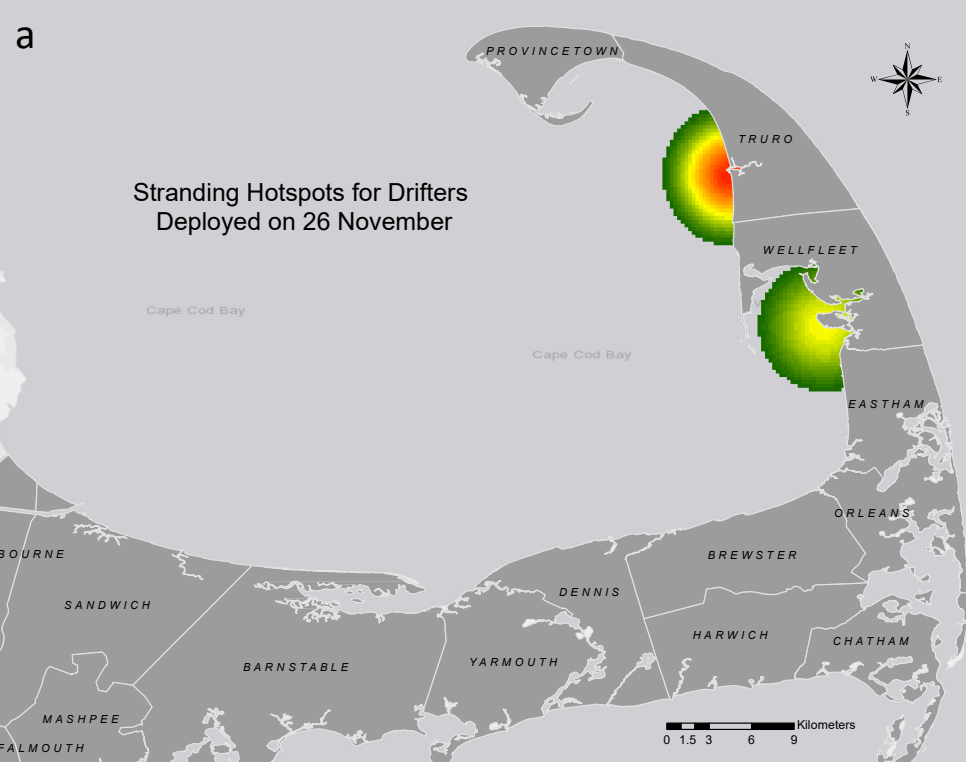 a
PROVINCETOWN
N
W E
S
TRURO
Stranding Hotspots for Drifters
Deployed on 26 November
WELLFLEET
Cape Cod Bay
Cape Cod Bay
EASTHAM
ORLEANS
BOURNE
BREWSTER
DENNIS
SANDWICH
HARWICH
CHATHAM
BARNSTABLE
YARMOUTH
MASHPEE
Kilometers
0 1.5 3 6 9
FALMOUTH